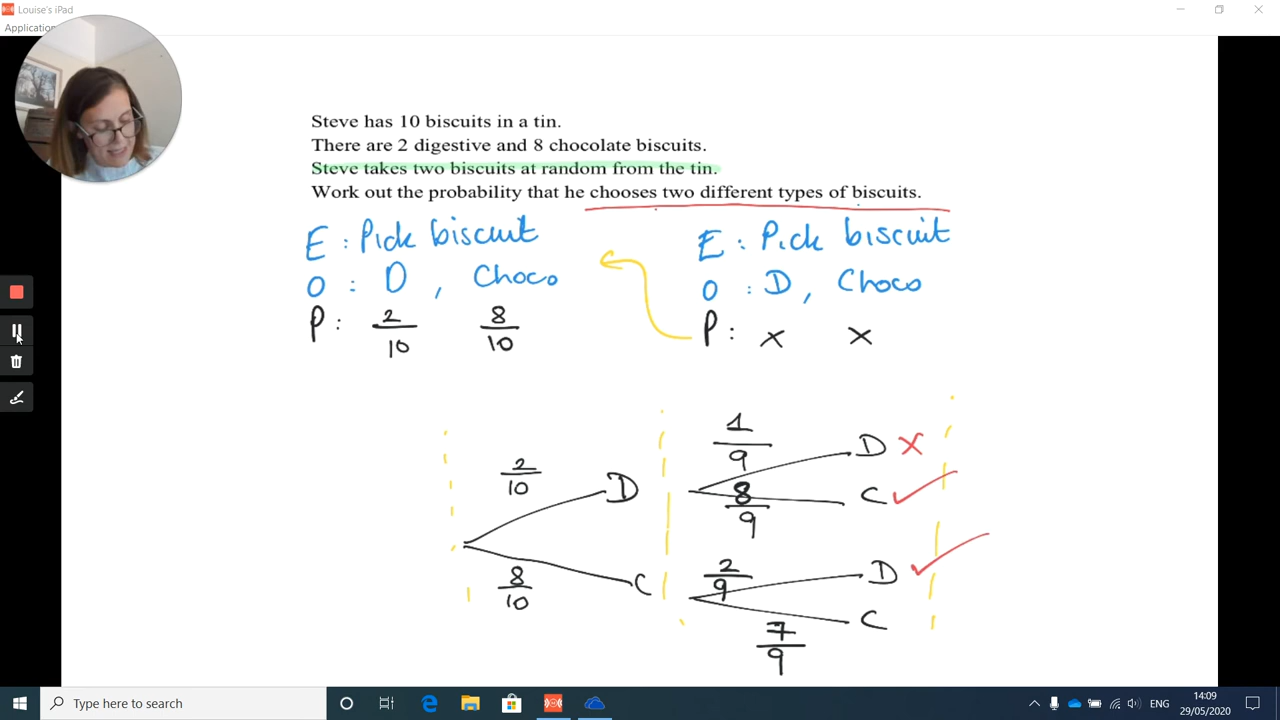 Louise's iPad
Application
Steve has 10 biscuits in a tin.
There are 2 digestive and 8 chocolate biscuits.
Steve takes two biscuits at random from the tin.
Work out the probability that he chooses two different types of biscuits.
E : Pick biscuit
O : D , Choco
P : 2/10 8/10
E : Pick biscuit
O : D , Choco
P : x x
2/10 D
8/10 C
1/9 D X
8/9 C ✓
2/9 D ✓
7/9 C
Type here to search
ENG
14:09
29/05/2020